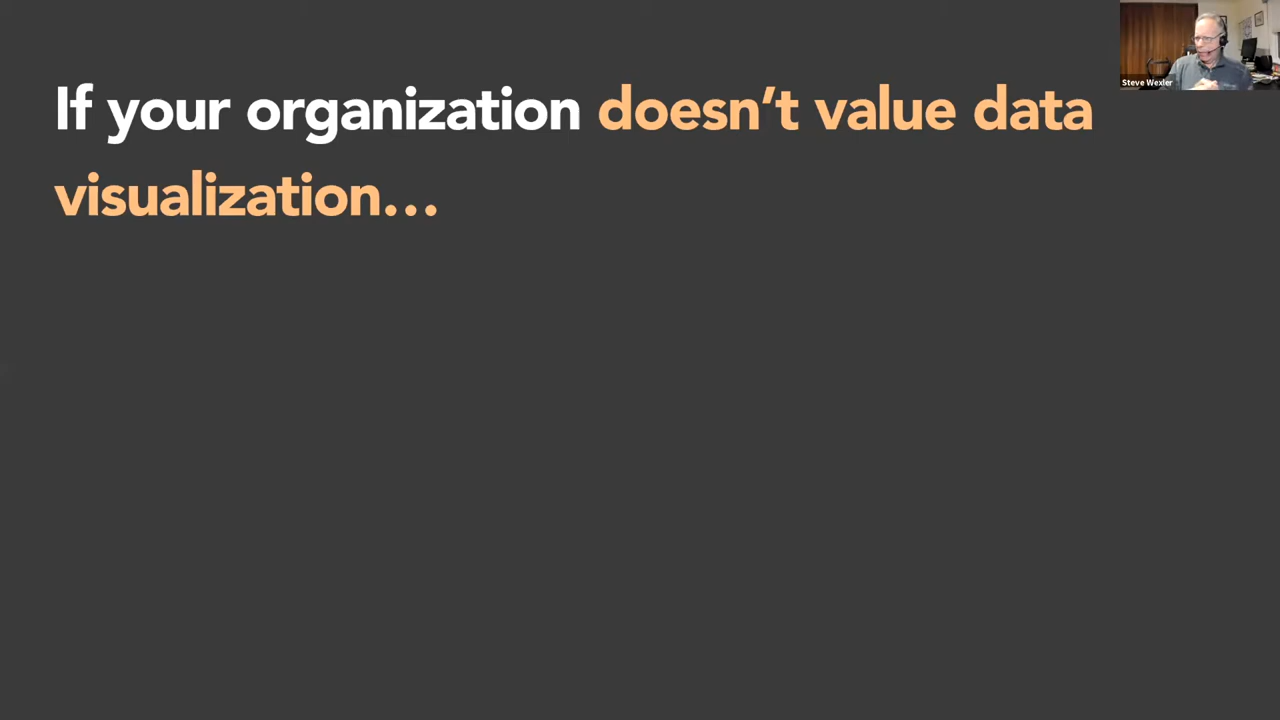 If your organization doesn’t value data
visualization…
Steve Wexler